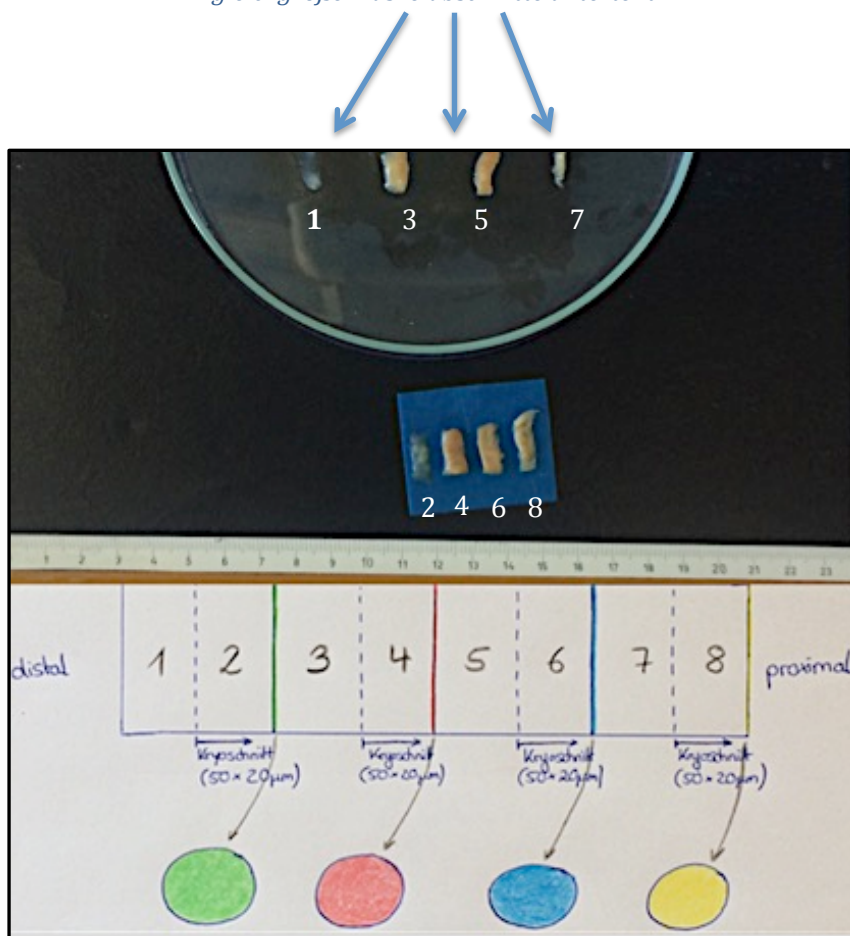 1 3 5 7
2 4 6 8
1 2 3 4 5 6 7 8 9 10 11 12 13 14 15 16 17 18 19 20 21 22 23
distal 1 2 3 4 5 6 7 8 proximal
Kryoschnitt Kryoschnitt Kryoschnitt Kryoschnitt
(50 × 20μm) (50 × 20μm) (50 × 20μm) (50 × 20μm)